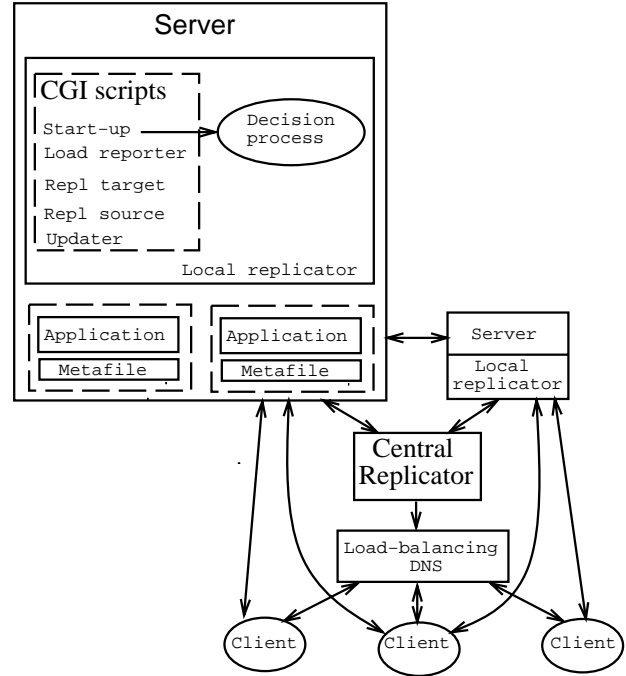 Server
CGI scripts
Start-up
Load reporter
Repl target
Repl source
Updater
Decision
process
Local replicator
Application
Metafile
Application
Metafile
Server
Local
replicator
Central
Replicator
Load-balancing
DNS
Client
Client
Client